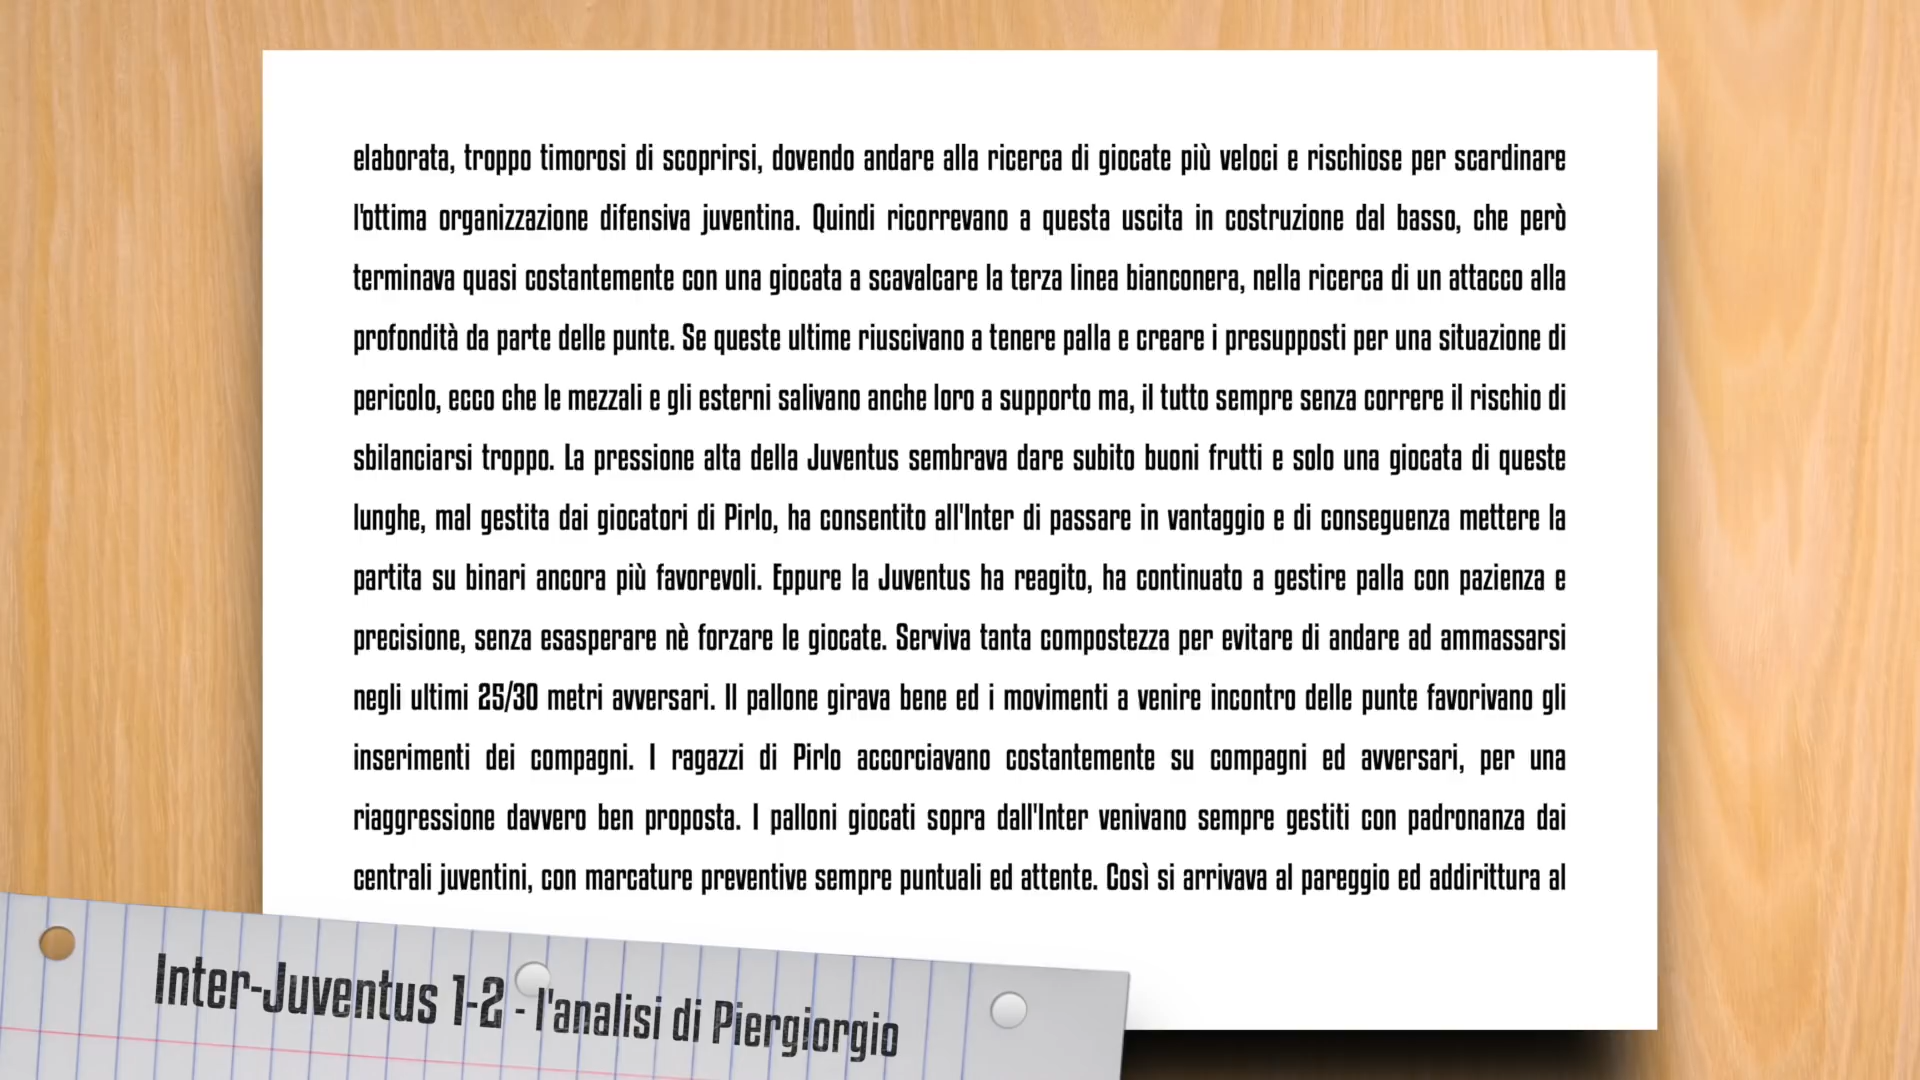 elaborata, troppo timorosi di scoprirsi, dovendo andare alla ricerca di giocate più veloci e rischiose per scardinare
l'ottima organizzazione difensiva juventina. Quindi ricorrevano a questa uscita in costruzione dal basso, che però
terminava quasi costantemente con una giocata a scavalcare la terza linea bianconera, nella ricerca di un attacco alla
profondità da parte delle punte. Se queste ultime riuscivano a tenere palla e creare i presupposti per una situazione di
pericolo, ecco che le mezzali e gli esterni salivano anche loro a supporto ma, il tutto sempre senza correre il rischio di
sbilanciarsi troppo. La pressione alta della Juventus sembrava dare subito buoni frutti e solo una giocata di queste
lunghe, mal gestita dai giocatori di Pirlo, ha consentito all'Inter di passare in vantaggio e di conseguenza mettere la
partita su binari ancora più favorevoli. Eppure la Juventus ha reagito, ha continuato a gestire palla con pazienza e
precisione, senza esasperare nè forzare le giocate. Serviva tanta compostezza per evitare di andare ad ammassarsi
negli ultimi 25/30 metri avversari. Il pallone girava bene ed i movimenti a venire incontro delle punte favorivano gli
inserimenti dei compagni. I ragazzi di Pirlo accorciavano costantemente su compagni ed avversari, per una
riaggressione davvero ben proposta. I palloni giocati sopra dall'Inter venivano sempre gestiti con padronanza dai
centrali juventini, con marcature preventive sempre puntuali ed attente. Così si arrivava al pareggio ed addirittura al
Inter-Juventus 1-2 - l'analisi di Piergiorgio